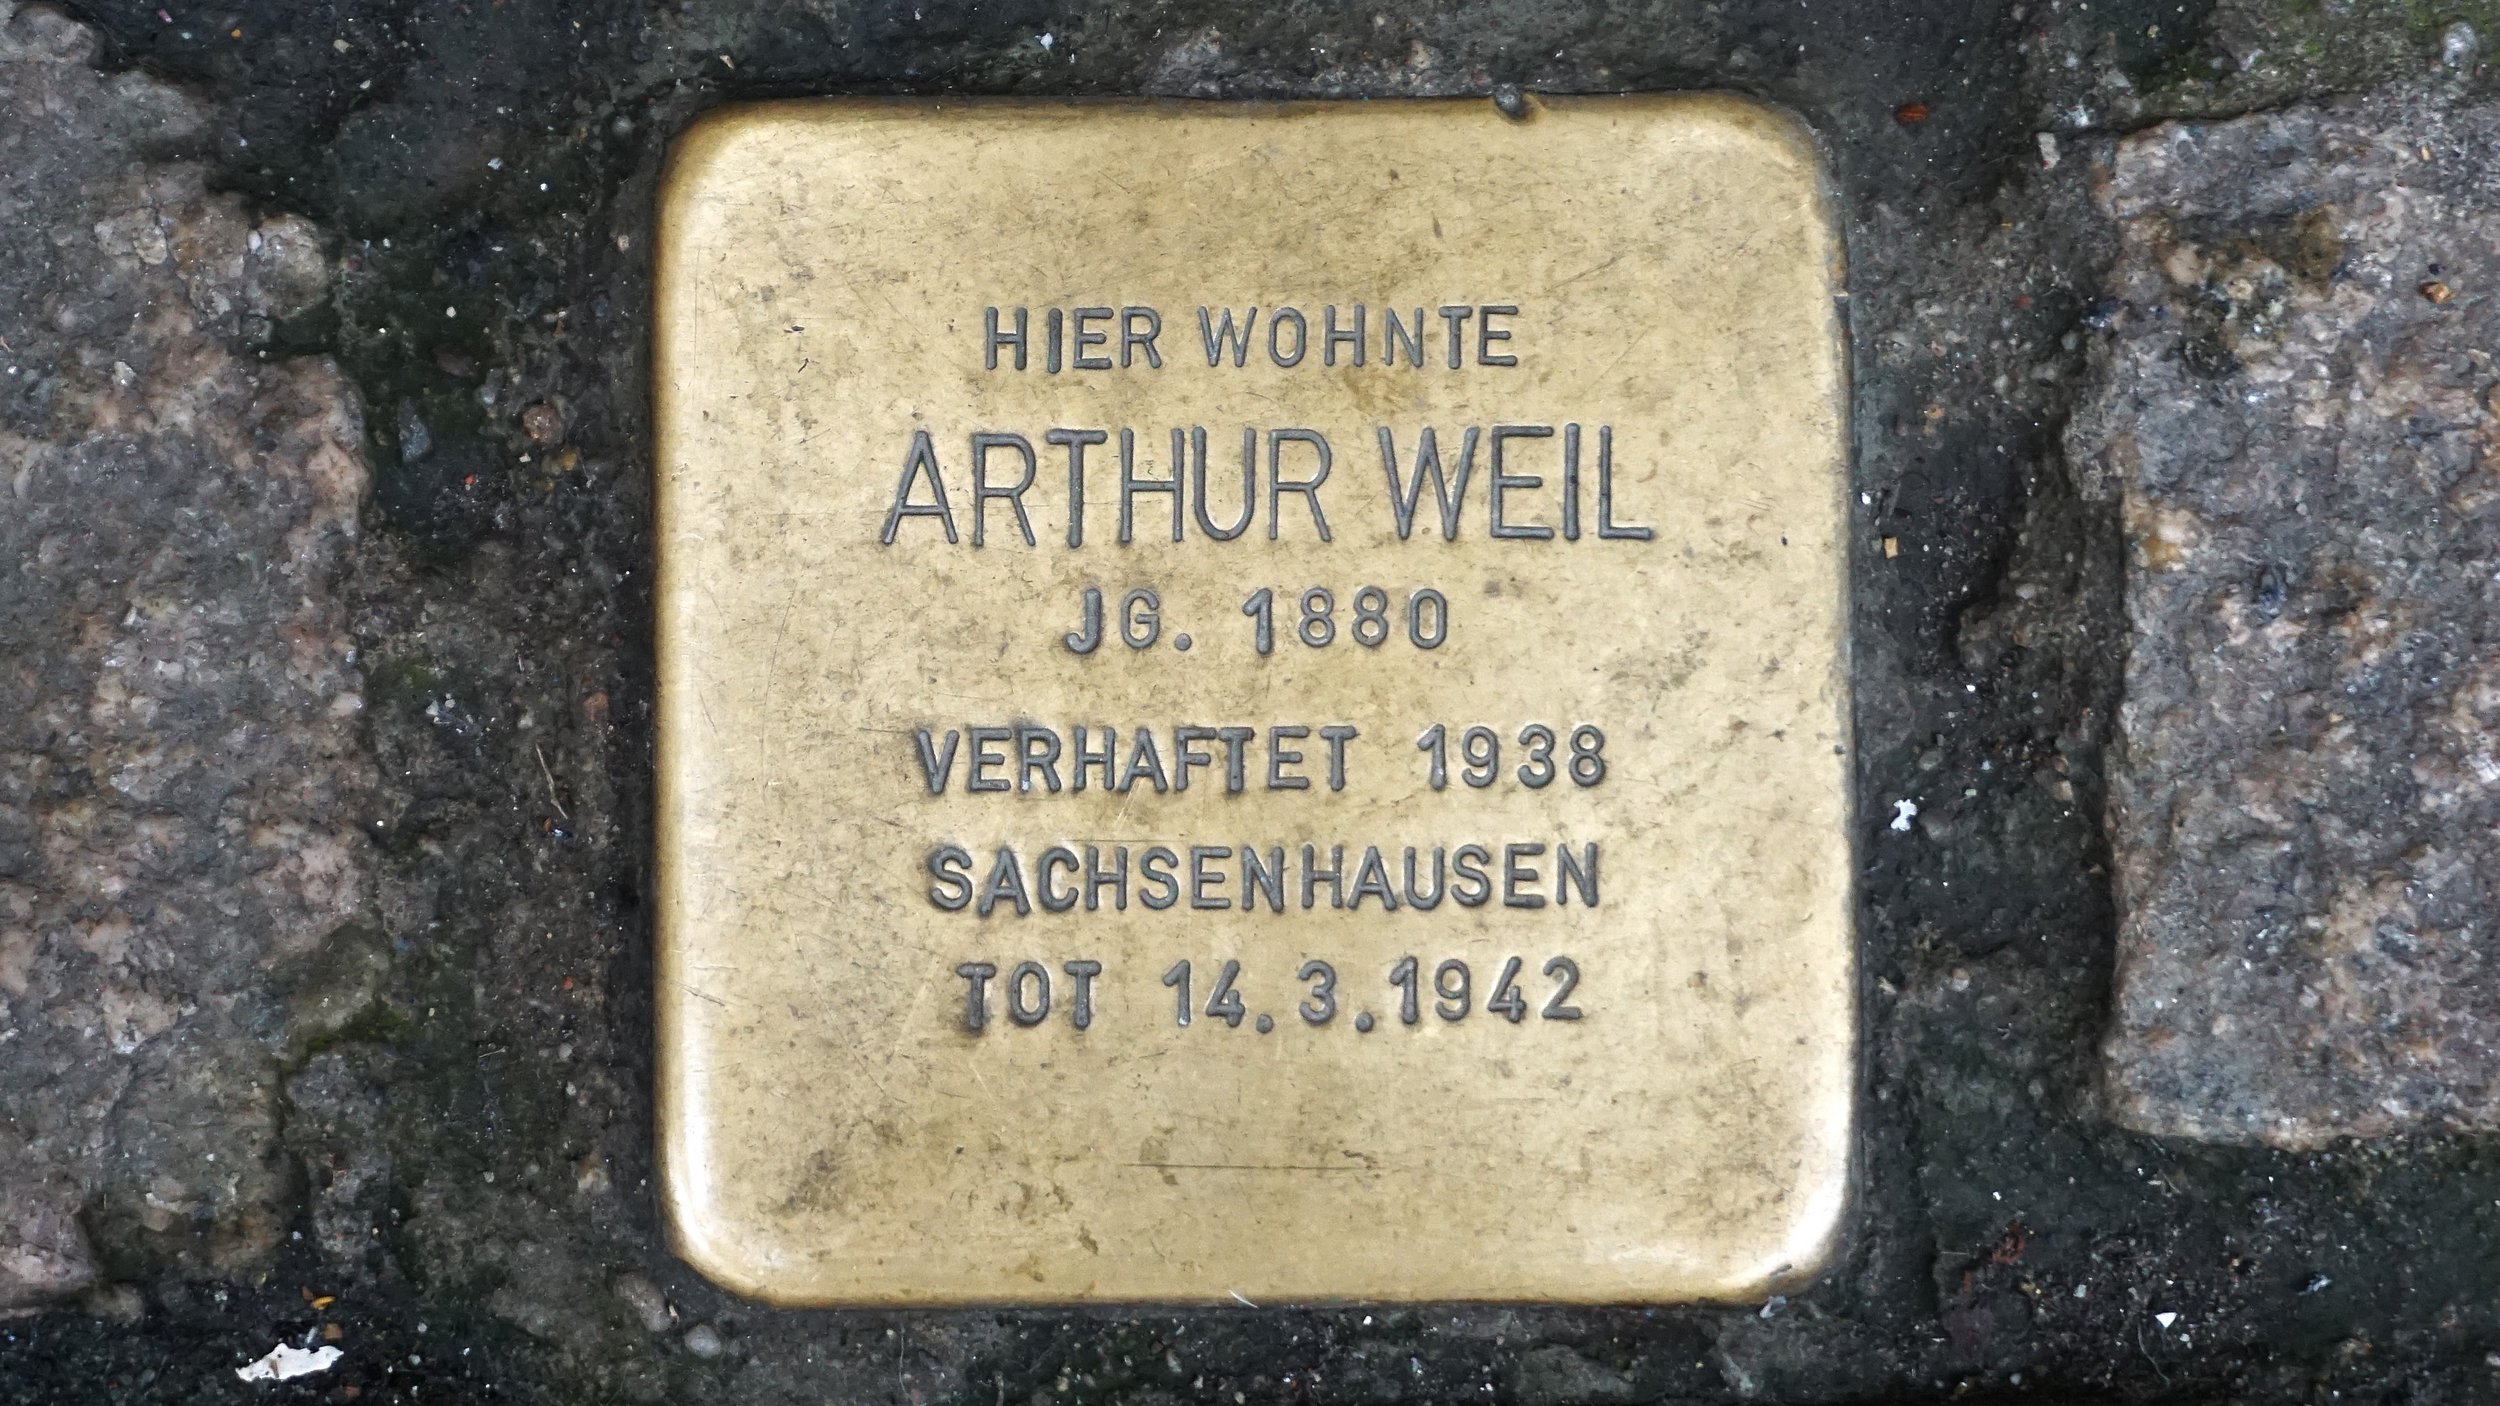 HIER WOHNTE
ARTHUR WEIL
JG. 1880
VERHAFTET 1938
SACHSENHAUSEN
TOT 14.3.1942